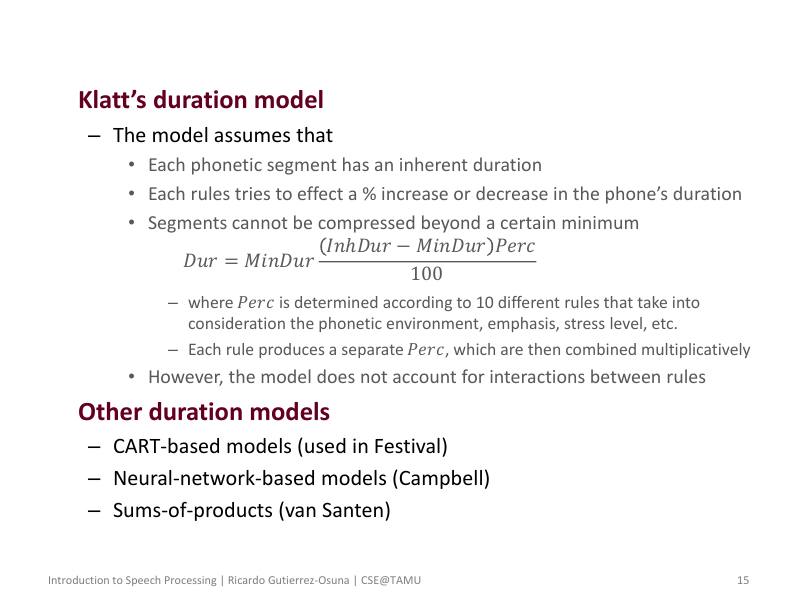 Klatt’s duration model
– The model assumes that
• Each phonetic segment has an inherent duration
• Each rules tries to effect a % increase or decrease in the phone’s duration
• Segments cannot be compressed beyond a certain minimum
𝐷𝑢𝑟 = 𝑀𝑖𝑛𝐷𝑢𝑟 (𝐼𝑛ℎ𝐷𝑢𝑟 − 𝑀𝑖𝑛𝐷𝑢𝑟)𝑃𝑒𝑟𝑐
100
– where 𝑃𝑒𝑟𝑐 is determined according to 10 different rules that take into
consideration the phonetic environment, emphasis, stress level, etc.
– Each rule produces a separate 𝑃𝑒𝑟𝑐, which are then combined multiplicatively
• However, the model does not account for interactions between rules
Other duration models
– CART-based models (used in Festival)
– Neural-network-based models (Campbell)
– Sums-of-products (van Santen)
Introduction to Speech Processing | Ricardo Gutierrez-Osuna | CSE@TAMU 15